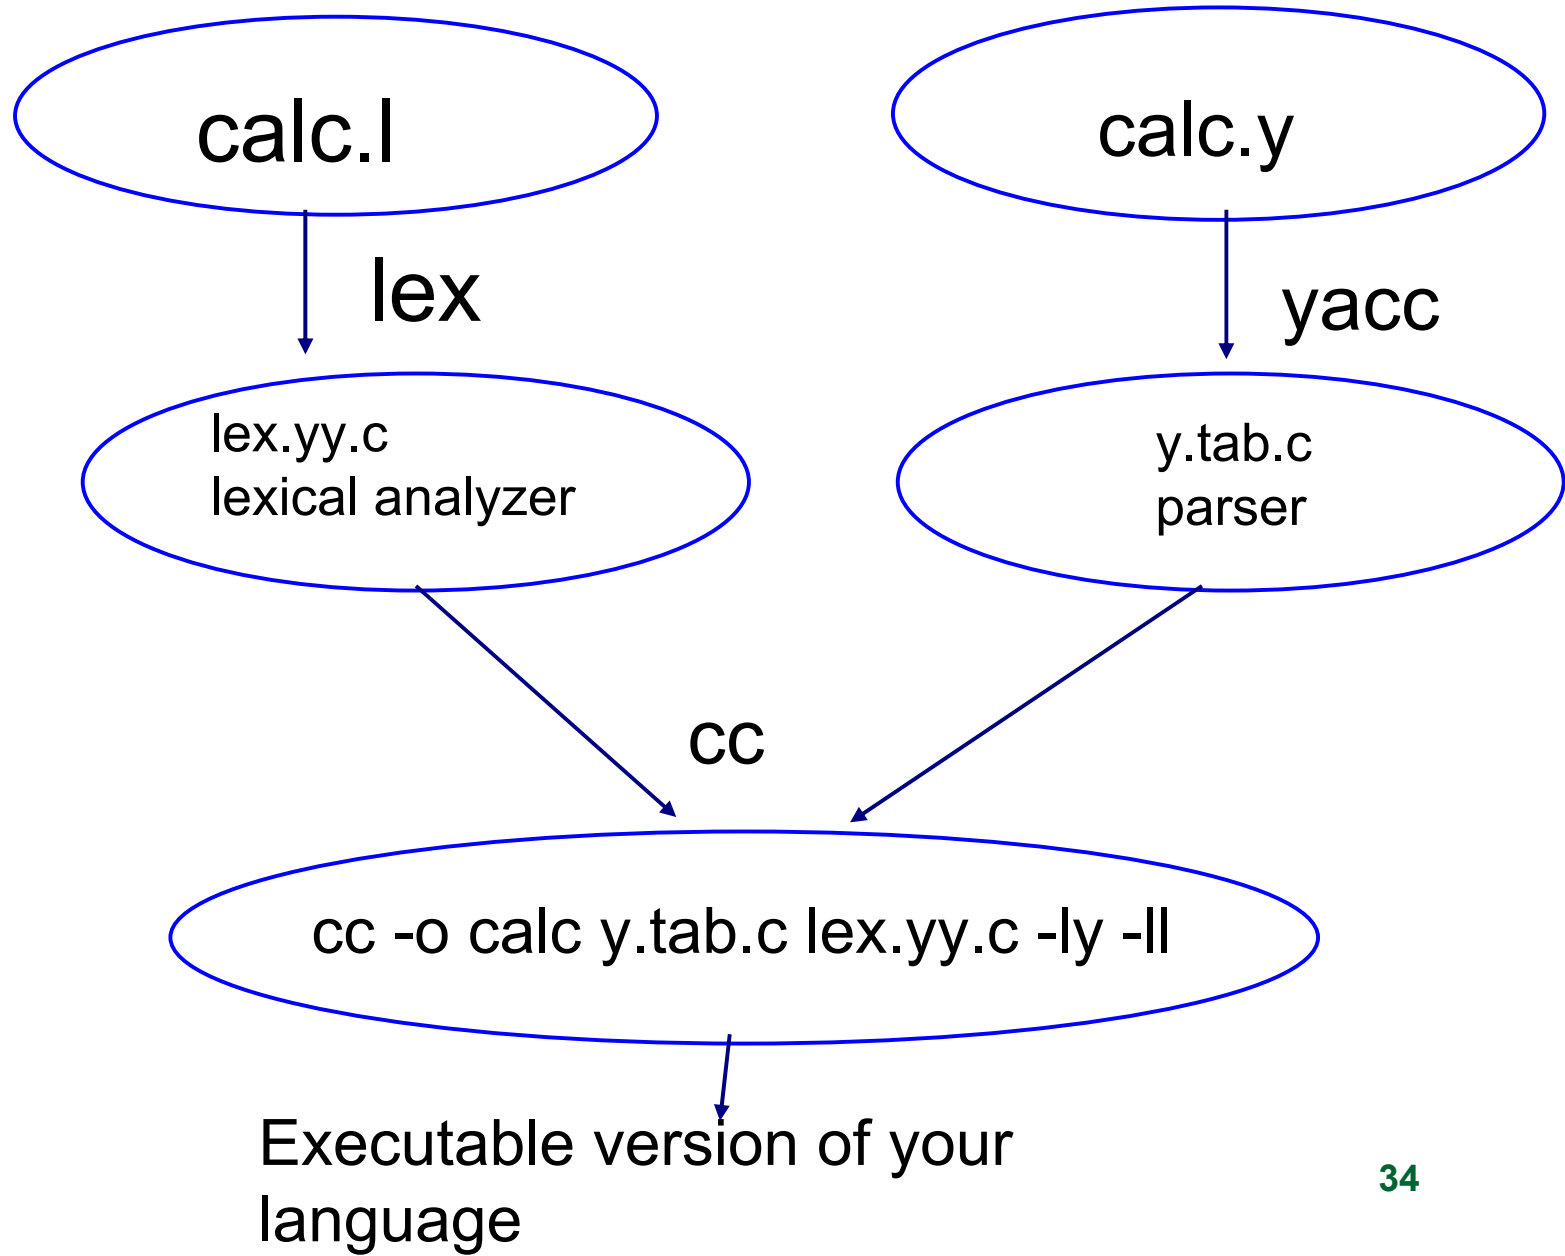 calc.l
calc.y
lex
yacc
lex.yy.c
lexical analyzer
y.tab.c
parser
cc
cc -o calc y.tab.c lex.yy.c -ly -ll
Executable version of your
language
34